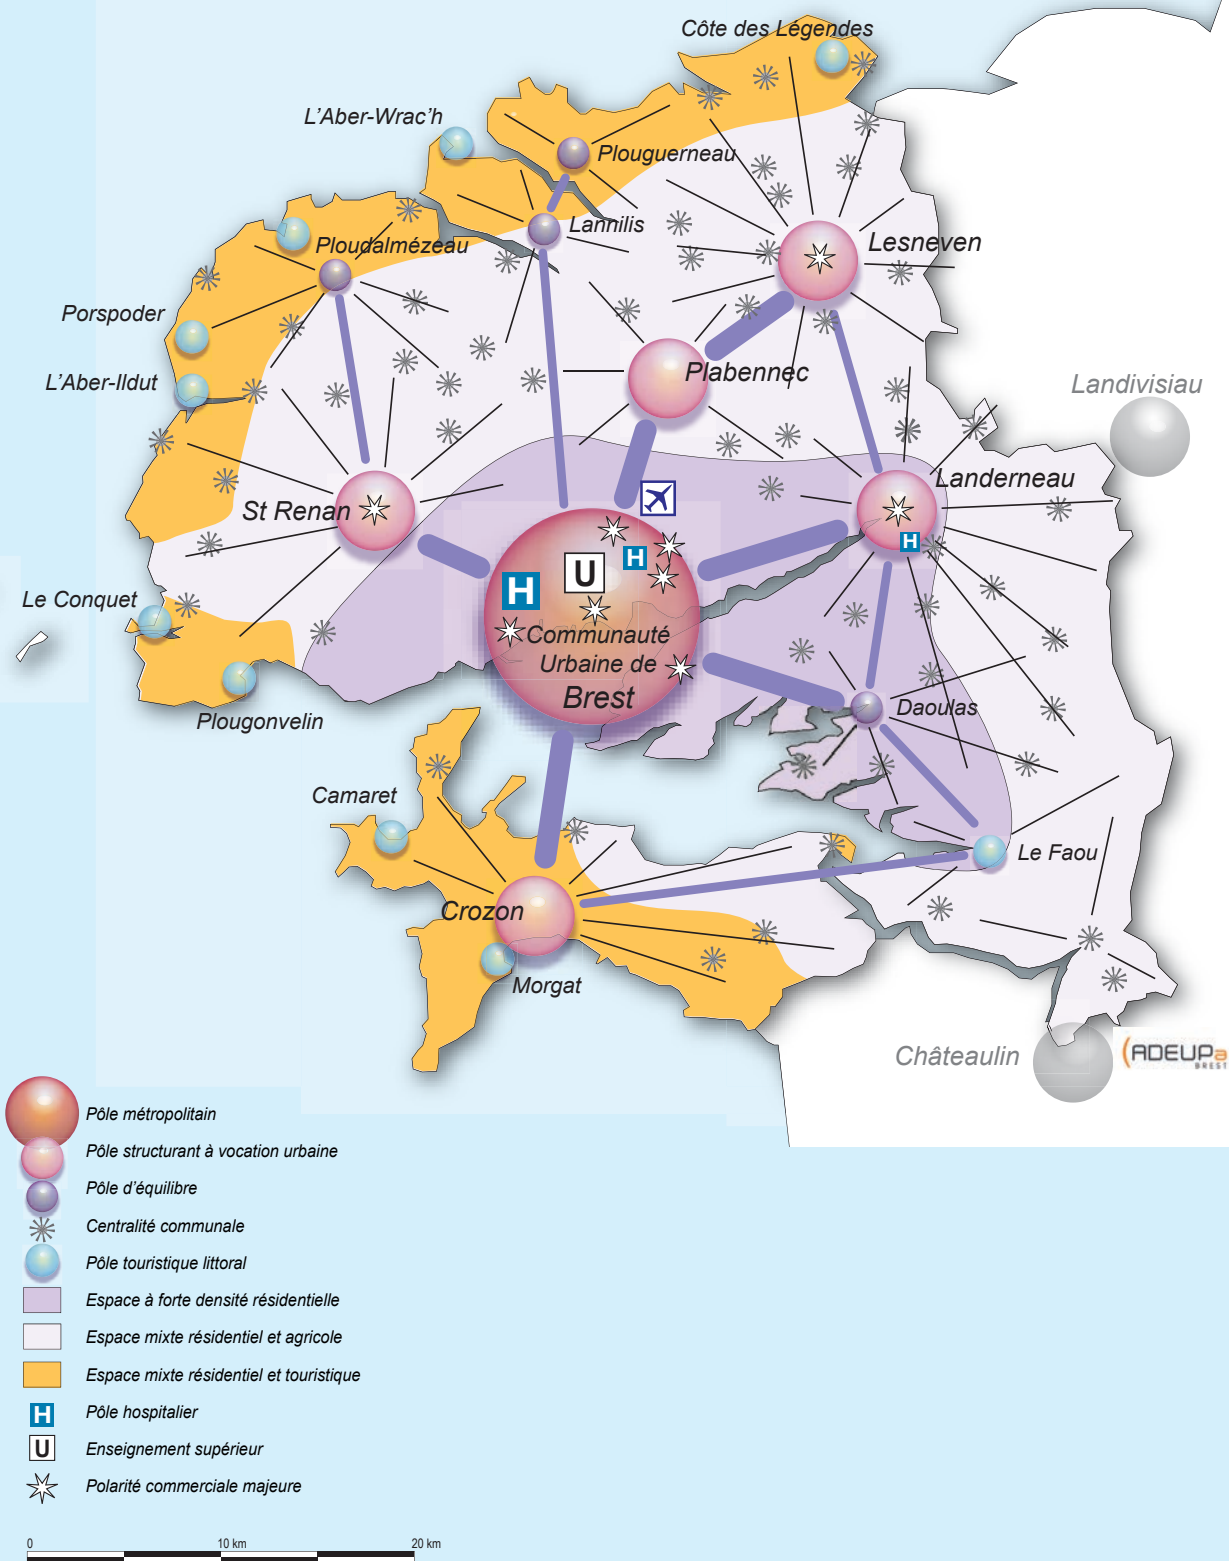 Côte des Légendes
L'Aber-Wrac'h
Plouguerneau
Lannilis
Lesneven
Ploudalmézeau
Porspoder
Plabennec
L'Aber-Ildut
Landivisiau
Landerneau
St Renan
H
H
U
H
Le Conquet
Communauté
Urbaine de
Brest
Daoulas
Plougonvelin
Camaret
Le Faou
Crozon
Morgat
Châteaulin
ADEUPa
BREST
Pôle métropolitain
Pôle structurant à vocation urbaine
Pôle d'équilibre
Centralité communale
Pôle touristique littoral
Espace à forte densité résidentielle
Espace mixte résidentiel et agricole
Espace mixte résidentiel et touristique
H Pôle hospitalier
U Enseignement supérieur
Polarité commerciale majeure
0 10 km 20 km